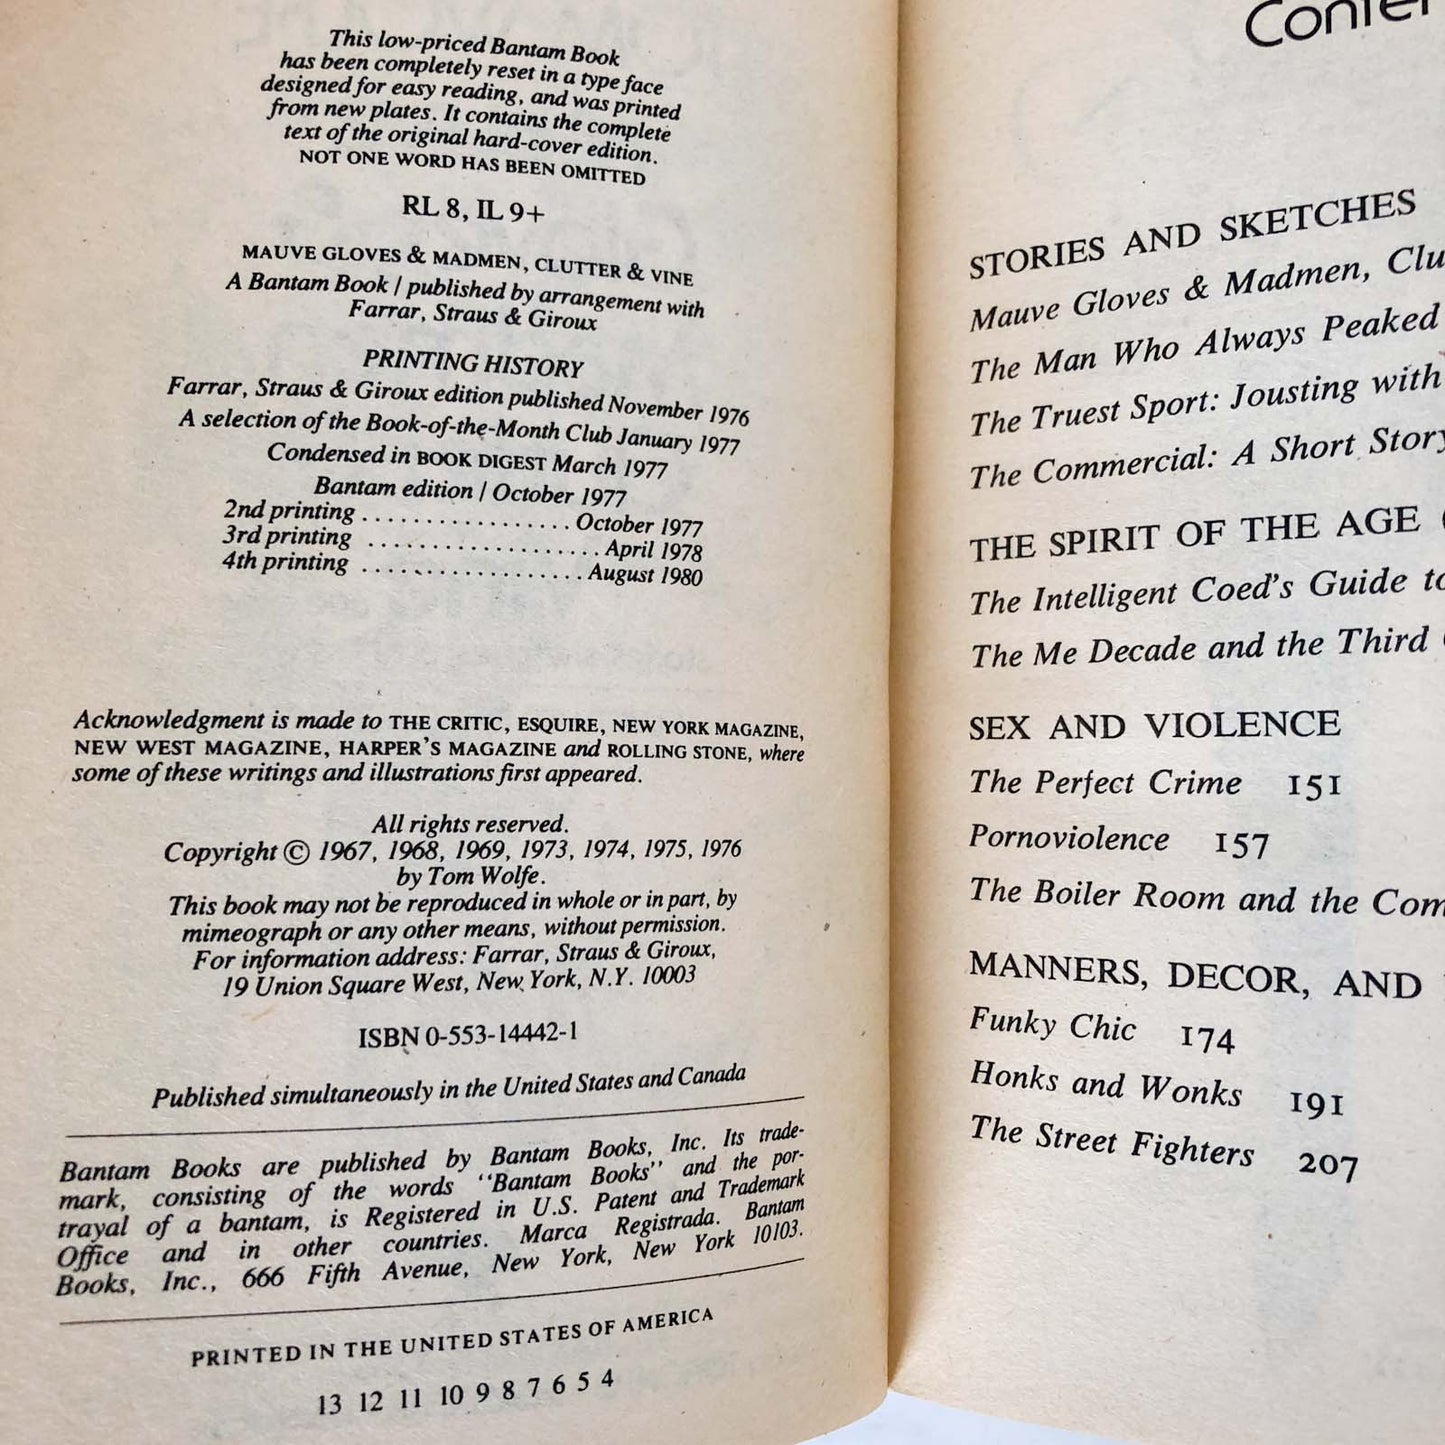 This low-priced Bantam Book
has been completely reset in a type face
designed for easy reading, and was printed
from new plates. It contains the complete
text of the original hard-cover edition.
NOT ONE WORD HAS BEEN OMITTED
RL 8, IL 9+
MAUVE GLOVES & MADMEN, CLUTTER & VINE
A Bantam Book / published by arrangement with
Farrar, Straus & Giroux
PRINTING HISTORY
Farrar, Straus & Giroux edition published November 1976
A selection of the Book-of-the-Month Club January 1977
Condensed in BOOK DIGEST March 1977
Bantam edition / October 1977
2nd printing .................. October 1977
3rd printing .................... April 1978
4th printing ................... August 1980
Acknowledgment is made to THE CRITIC, ESQUIRE, NEW YORK MAGAZINE,
NEW WEST MAGAZINE, HARPER'S MAGAZINE and ROLLING STONE, where
some of these writings and illustrations first appeared.
All rights reserved.
Copyright © 1967, 1968, 1969, 1973, 1974, 1975, 1976
by Tom Wolfe.
This book may not be reproduced in whole or in part, by
mimeograph or any other means, without permission.
For information address: Farrar, Straus & Giroux,
19 Union Square West, New York, N.Y. 10003
ISBN 0-553-14442-1
Published simultaneously in the United States and Canada
Bantam Books are published by Bantam Books, Inc. Its trade-
mark, consisting of the words "Bantam Books" and the por-
trayal of a bantam, is Registered in U.S. Patent and Trademark
Office and in other countries. Marca Registrada. Bantam
Books, Inc., 666 Fifth Avenue, New York, New York 10103.
PRINTED IN THE UNITED STATES OF AMERICA
13 12 11 10 9 8 7 6 5 4
Conte
STORIES AND SKETCHES
Mauve Gloves & Madmen, Clu
The Man Who Always Peaked
The Truest Sport: Jousting with
The Commercial: A Short Story
THE SPIRIT OF THE AGE
The Intelligent Coed's Guide to
The Me Decade and the Third
SEX AND VIOLENCE
The Perfect Crime 151
Pornoviolence 157
The Boiler Room and the Com
MANNERS, DECOR, AND
Funky Chic 174
Honks and Wonks 191
The Street Fighters 207